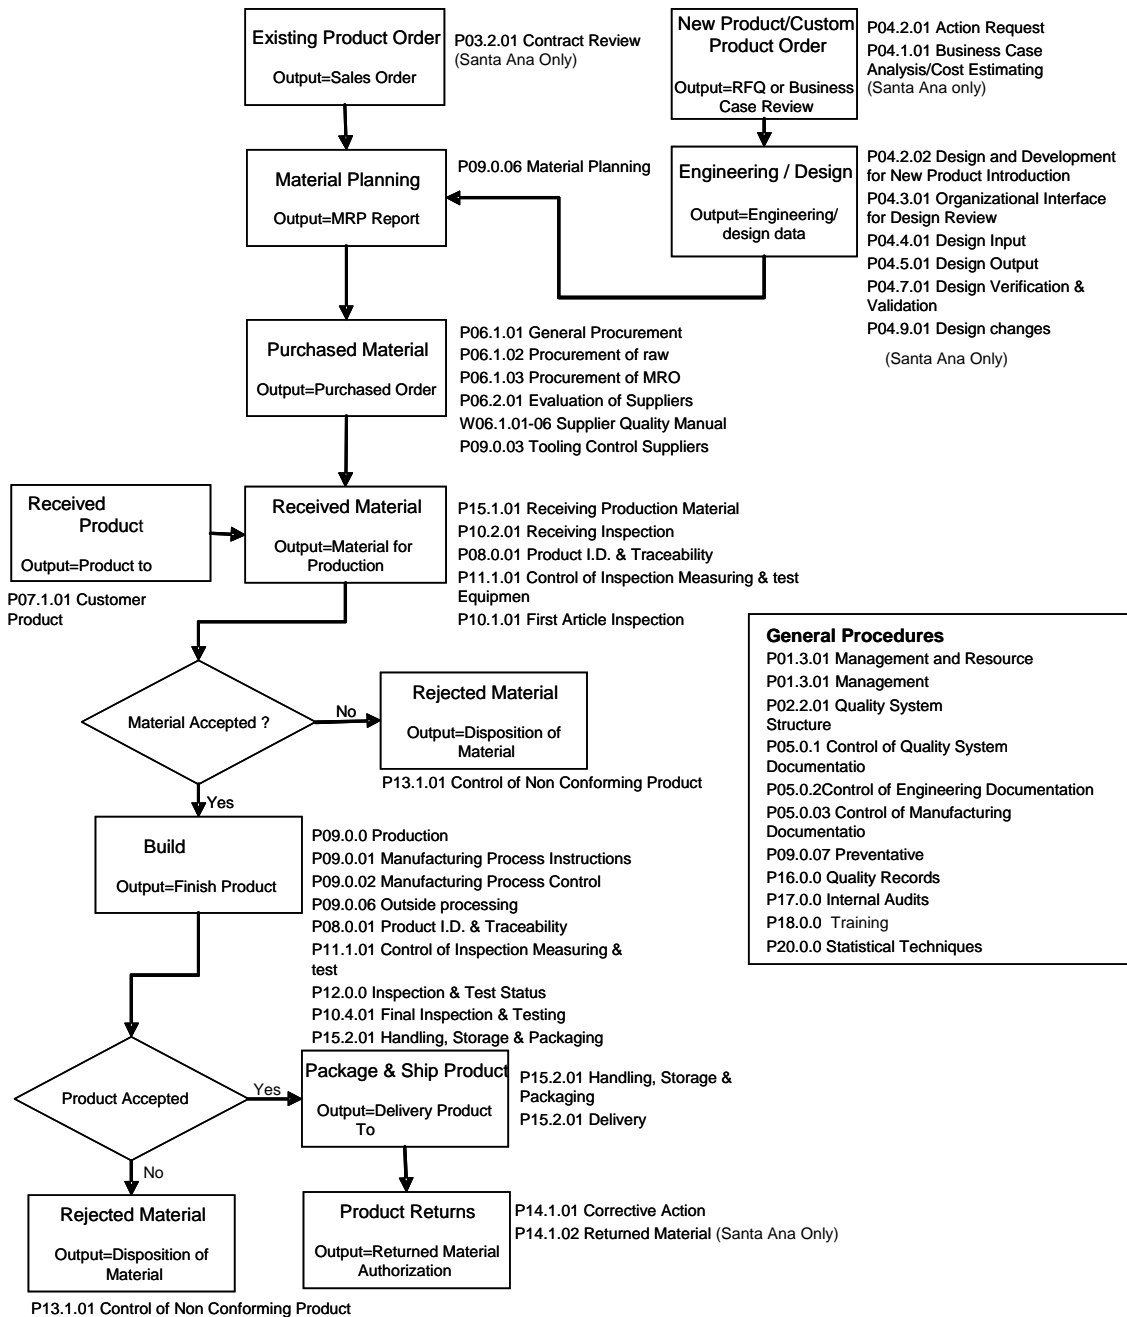 Existing Product Order
Output=Sales Order
P03.2.01 Contract Review
(Santa Ana Only)
New Product/Custom
Product Order
Output=RFQ or Business
Case Review
P04.2.01 Action Request
P04.1.01 Business Case
Analysis/Cost Estimating
(Santa Ana only)
Material Planning
Output=MRP Report
P09.0.06 Material Planning
Engineering / Design
Output=Engineering/
design data
P04.2.02 Design and Development
for New Product Introduction
P04.3.01 Organizational Interface
for Design Review
P04.4.01 Design Input
P04.5.01 Design Output
P04.7.01 Design Verification &
Validation
P04.9.01 Design changes
(Santa Ana Only)
Purchased Material
Output=Purchased Order
P06.1.01 General Procurement
P06.1.02 Procurement of raw
P06.1.03 Procurement of MRO
P06.2.01 Evaluation of Suppliers
W06.1.01-06 Supplier Quality Manual
P09.0.03 Tooling Control Suppliers
Received
Product
Output=Product to
P07.1.01 Customer
Product
Received Material
Output=Material for
Production
P15.1.01 Receiving Production Material
P10.2.01 Receiving Inspection
P08.0.01 Product I.D. & Traceability
P11.1.01 Control of Inspection Measuring & test
Equipmen
P10.1.01 First Article Inspection
Material Accepted ?
No
Rejected Material
Output=Disposition of
Material
P13.1.01 Control of Non Conforming Product
Yes
General Procedures
P01.3.01 Management and Resource
P01.3.01 Management
P02.2.01 Quality System
Structure
P05.0.1 Control of Quality System
Documentatio
P05.0.2Control of Engineering Documentation
P05.0.03 Control of Manufacturing
Documentatio
P09.0.07 Preventative
P16.0.0 Quality Records
P17.0.0 Internal Audits
P18.0.0 Training
P20.0.0 Statistical Techniques
Build
Output=Finish Product
P09.0.0 Production
P09.0.01 Manufacturing Process Instructions
P09.0.02 Manufacturing Process Control
P09.0.06 Outside processing
P08.0.01 Product I.D. & Traceability
P11.1.01 Control of Inspection Measuring &
test
P12.0.0 Inspection & Test Status
P10.4.01 Final Inspection & Testing
P15.2.01 Handling, Storage & Packaging
Product Accepted
Yes
Package & Ship Product
Output=Delivery Product
To
P15.2.01 Handling, Storage &
Packaging
P15.2.01 Delivery
No
Rejected Material
Output=Disposition of
Material
P13.1.01 Control of Non Conforming Product
Product Returns
Output=Returned Material
Authorization
P14.1.01 Corrective Action
P14.1.02 Returned Material (Santa Ana Only)